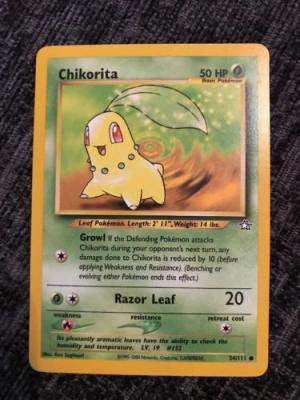 Chikorita
50 HP
Basic Pokémon
Leaf Pokémon. Length: 2' 11", Weight: 14 lbs.
Growl If the Defending Pokémon attacks
Chikorita during your opponent's next turn, any
damage done to Chikorita is reduced by 10 (before
applying Weakness and Resistance). (Benching or
evolving either Pokémon ends this effect.)
Razor Leaf 20
weakness resistance retreat cost
Its pleasantly aromatic leaves have the ability to check the
humidity and temperature. LV. 19 #152
Illus. Ken Sugimori
54/111